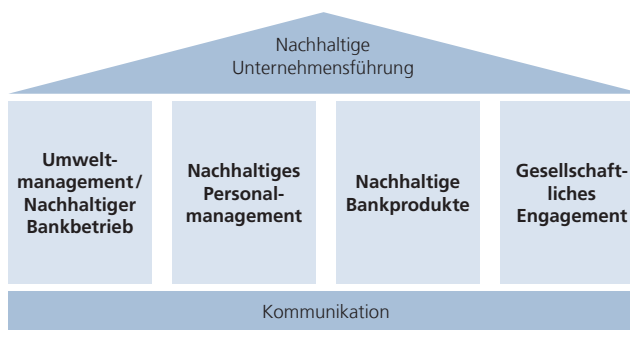 Nachhaltige
Unternehmensführung
Umwelt-
management/
Nachhaltiger
Bankbetrieb
Nachhaltiges
Personal-
management
Nachhaltige
Bankprodukte
Gesellschaft-
liches
Engagement
Kommunikation